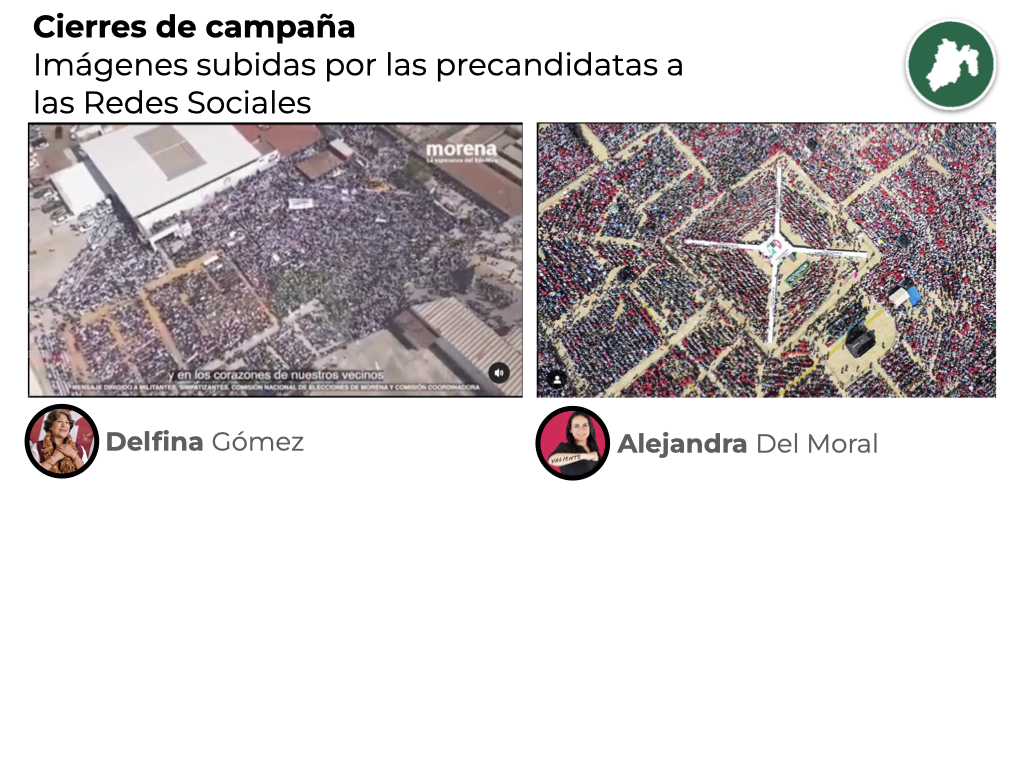 Cierres de campaña
Imágenes subidas por las precandidatas a
las Redes Sociales
morena
La esperanza del EdoMex
y en los corazones de nuestros vecinos
MENSAJE DIRIGIDO A MILITANTES, SIMPATIZANTES, COMISIÓN NACIONAL DE ELECCIONES DE MORENA Y COMISIÓN COORDINADORA
Delfina Gómez
VALIENTE
Alejandra Del Moral